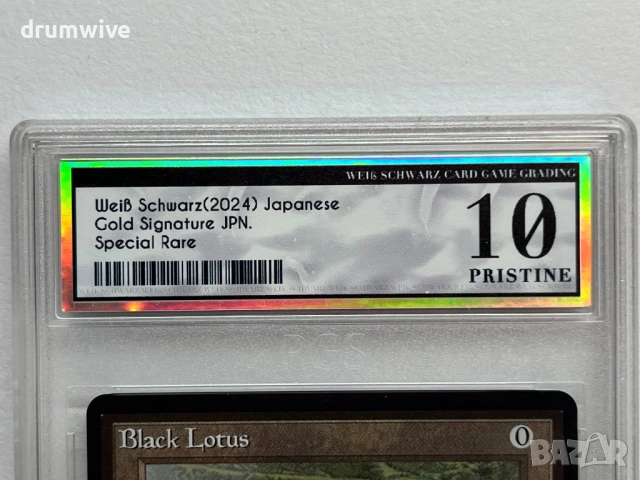 drumwive
WEIß SCHWARZ CARD GAME GRADING
Weiß Schwarz(2024) Japanese
Gold Signature JPN.
Special Rare
10
PRISTINE
Black Lotus
0
BAZAR